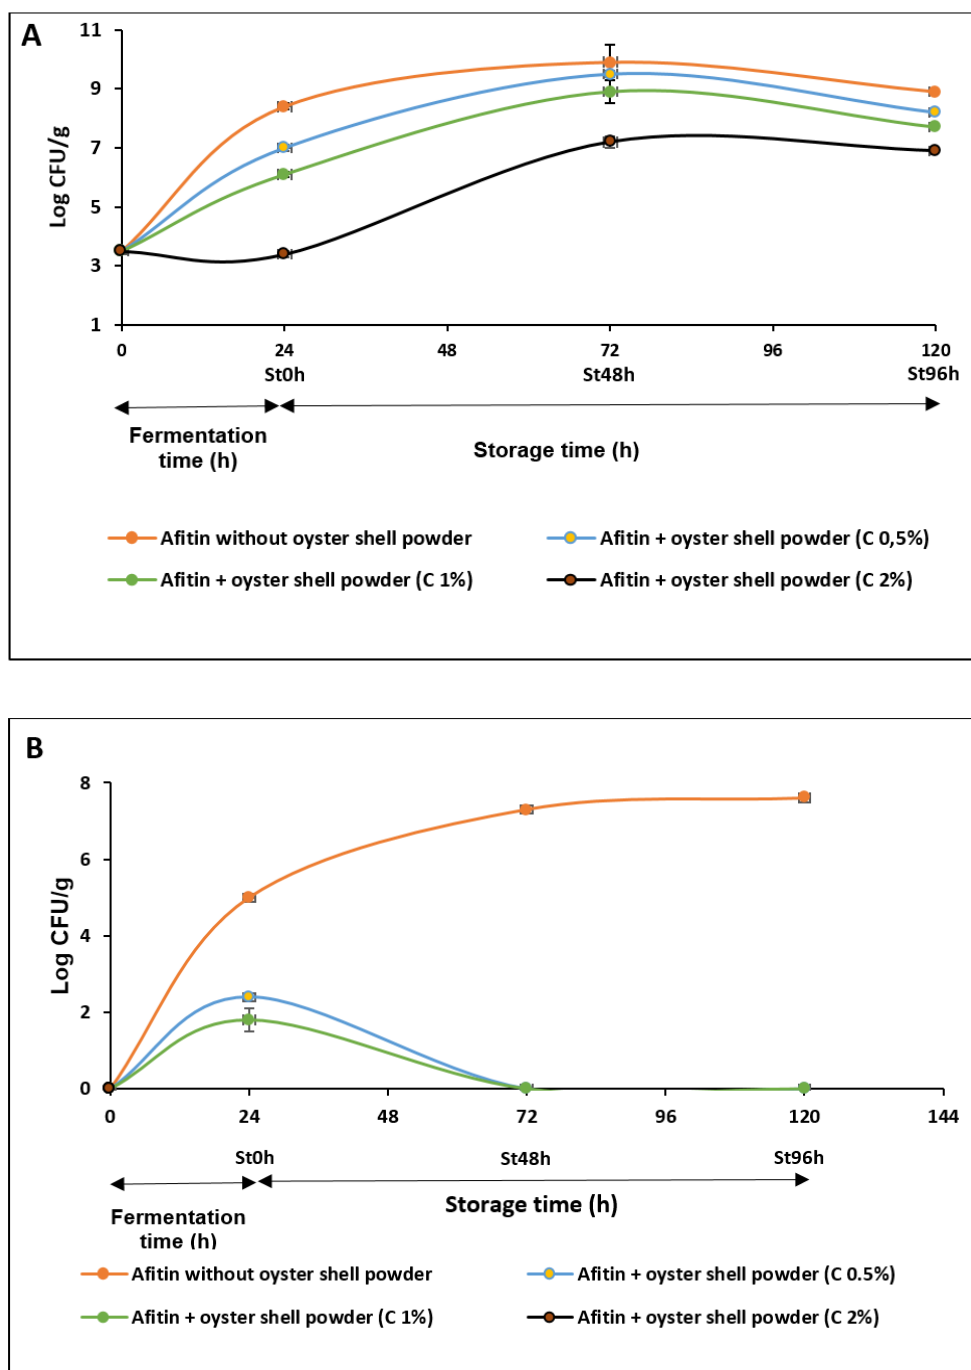 A
11
9
7
5
3
1
Log CFU/g
0 24 48 72 96 120
St0h St48h St96h
Fermentation
time (h)
Storage time (h)
Afitin without oyster shell powder
Afitin + oyster shell powder (C 0,5%)
Afitin + oyster shell powder (C 1%)
Afitin + oyster shell powder (C 2%)
B
8
6
4
2
0
Log CFU/g
0 24 48 72 96 120 144
St0h St48h St96h
Fermentation
time (h)
Storage time (h)
Afitin without oyster shell powder
Afitin + oyster shell powder (C 0.5%)
Afitin + oyster shell powder (C 1%)
Afitin + oyster shell powder (C 2%)